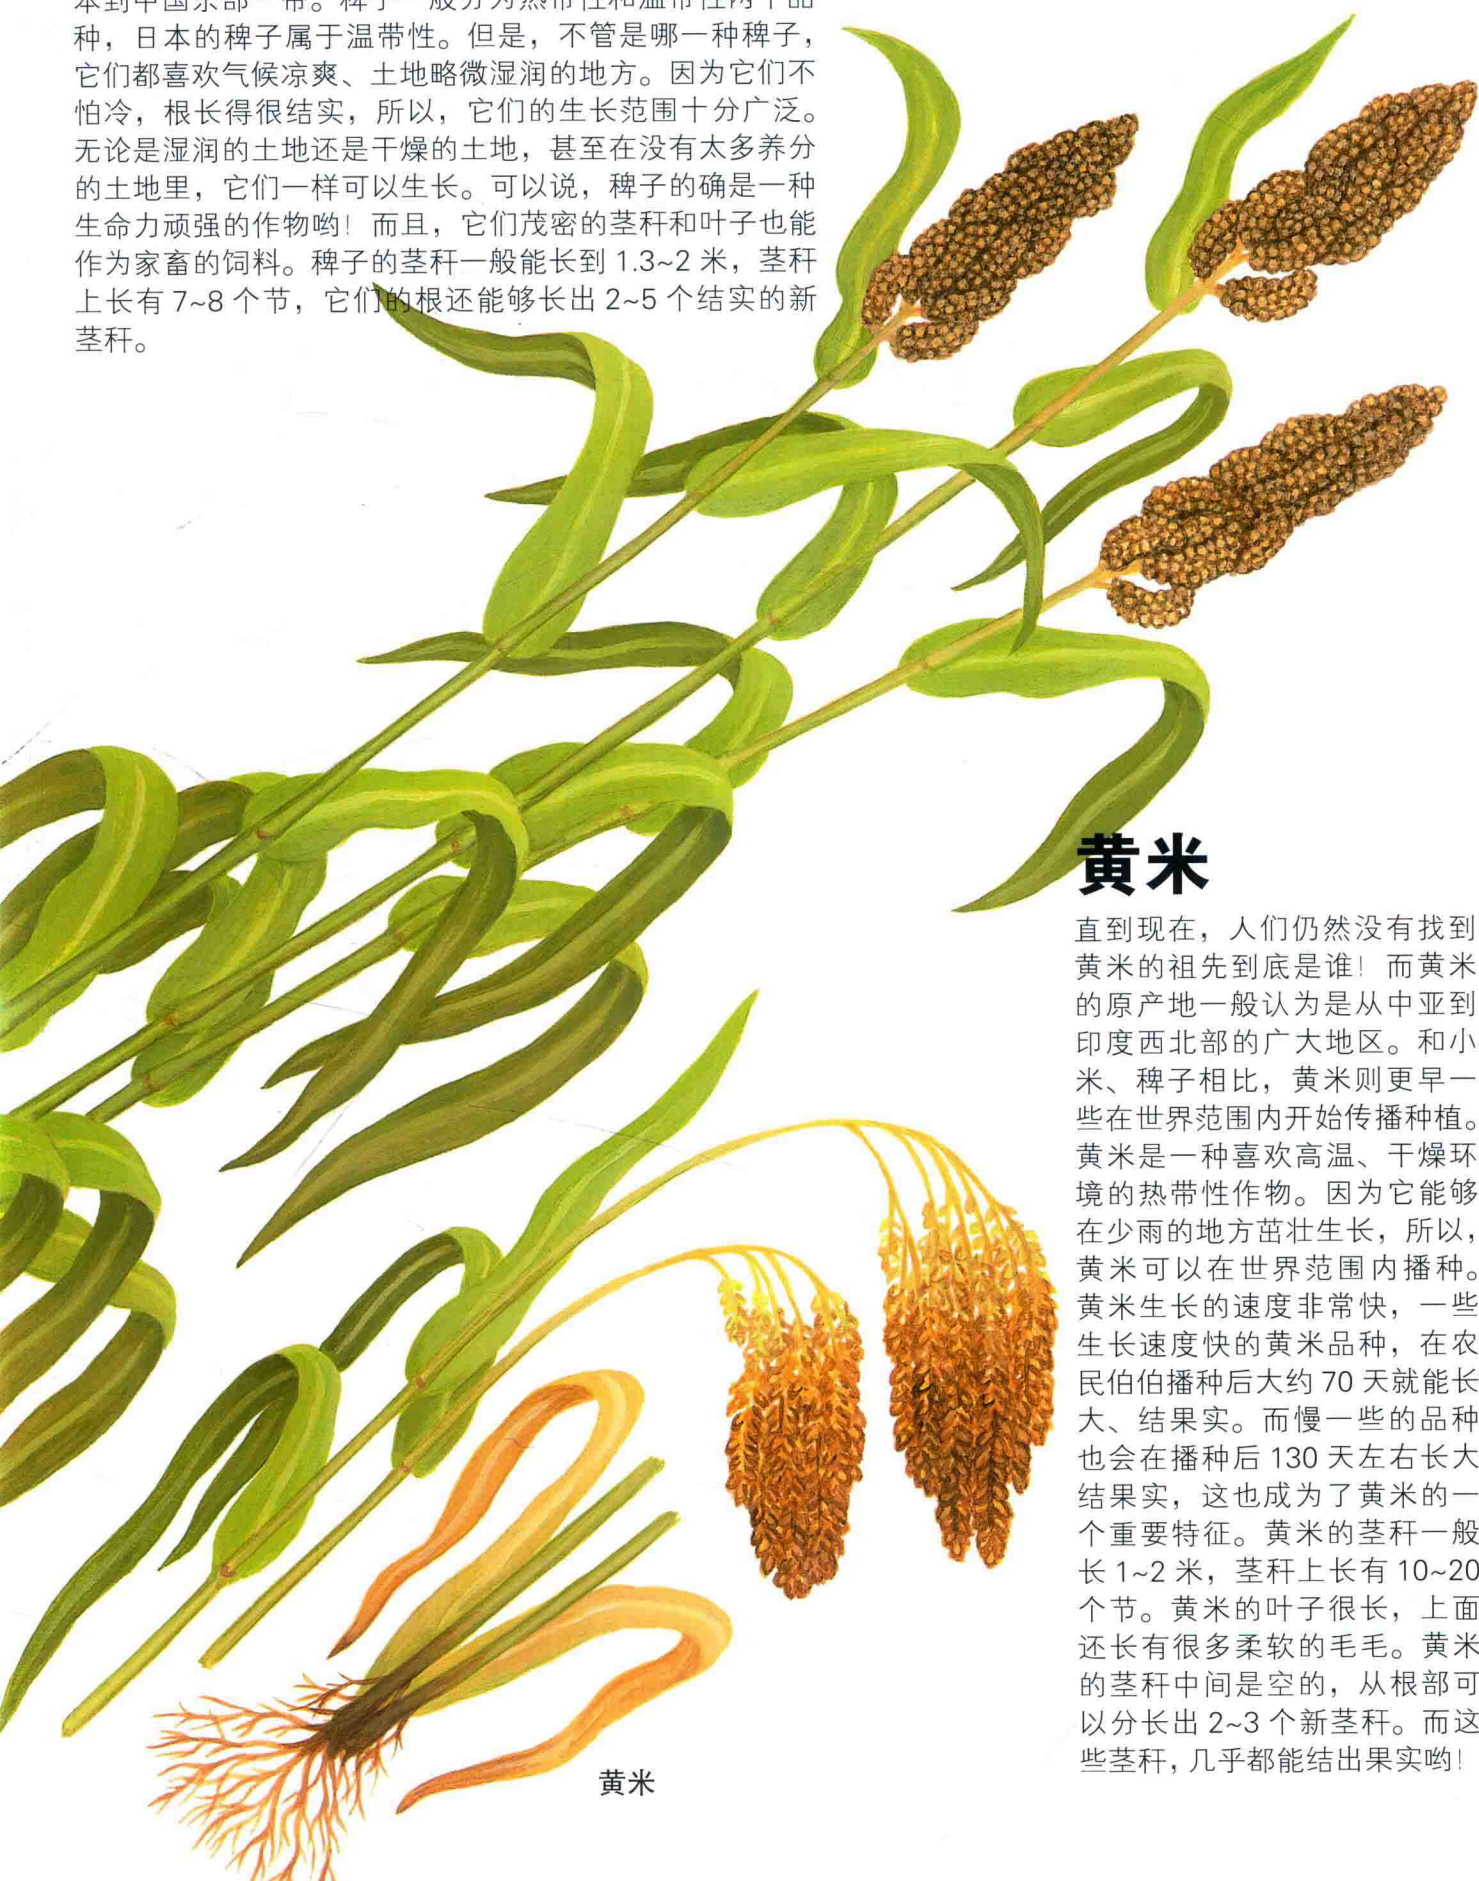 本到中国东部一带。稗子一般分为热带性和温带性两个品
种，日本的稗子属于温带性。但是，不管是哪一种稗子，
它们都喜欢气候凉爽、土地略微湿润的地方。因为它们不
怕冷，根长得很结实，所以，它们的生长范围十分广泛。
无论是湿润的土地还是干燥的土地，甚至在没有太多养分
的土地里，它们一样可以生长。可以说，稗子的确是一种
生命力顽强的作物哟！而且，它们茂密的茎秆和叶子也能
作为家畜的饲料。稗子的茎秆一般能长到 1.3~2 米，茎秆
上长有 7~8 个节，它们的根还能够长出 2~5 个结实的新
茎秆。
黄米
直到现在，人们仍然没有找到
黄米的祖先到底是谁！而黄米
的原产地一般认为是从中亚到
印度西北部的广大地区。和小
米、稗子相比，黄米则更早一
些在世界范围内开始传播种植。
黄米是一种喜欢高温、干燥环
境的热带性作物。因为它能够
在少雨的地方茁壮生长，所以，
黄米可以在世界范围内播种。
黄米生长的速度非常快，一些
生长速度快的黄米品种，在农
民伯伯播种后大约 70 天就能长
大、结果实。而慢一些的品种
也会在播种后 130 天左右长大
结果实，这也成为了黄米的一
个重要特征。黄米的茎秆一般
长 1~2 米，茎秆上长有 10~20
个节。黄米的叶子很长，上面
还长有很多柔软的毛毛。黄米
的茎秆中间是空的，从根部可
以分长出 2~3 个新茎秆。而这
些茎秆，几乎都能结出果实哟！
黄米